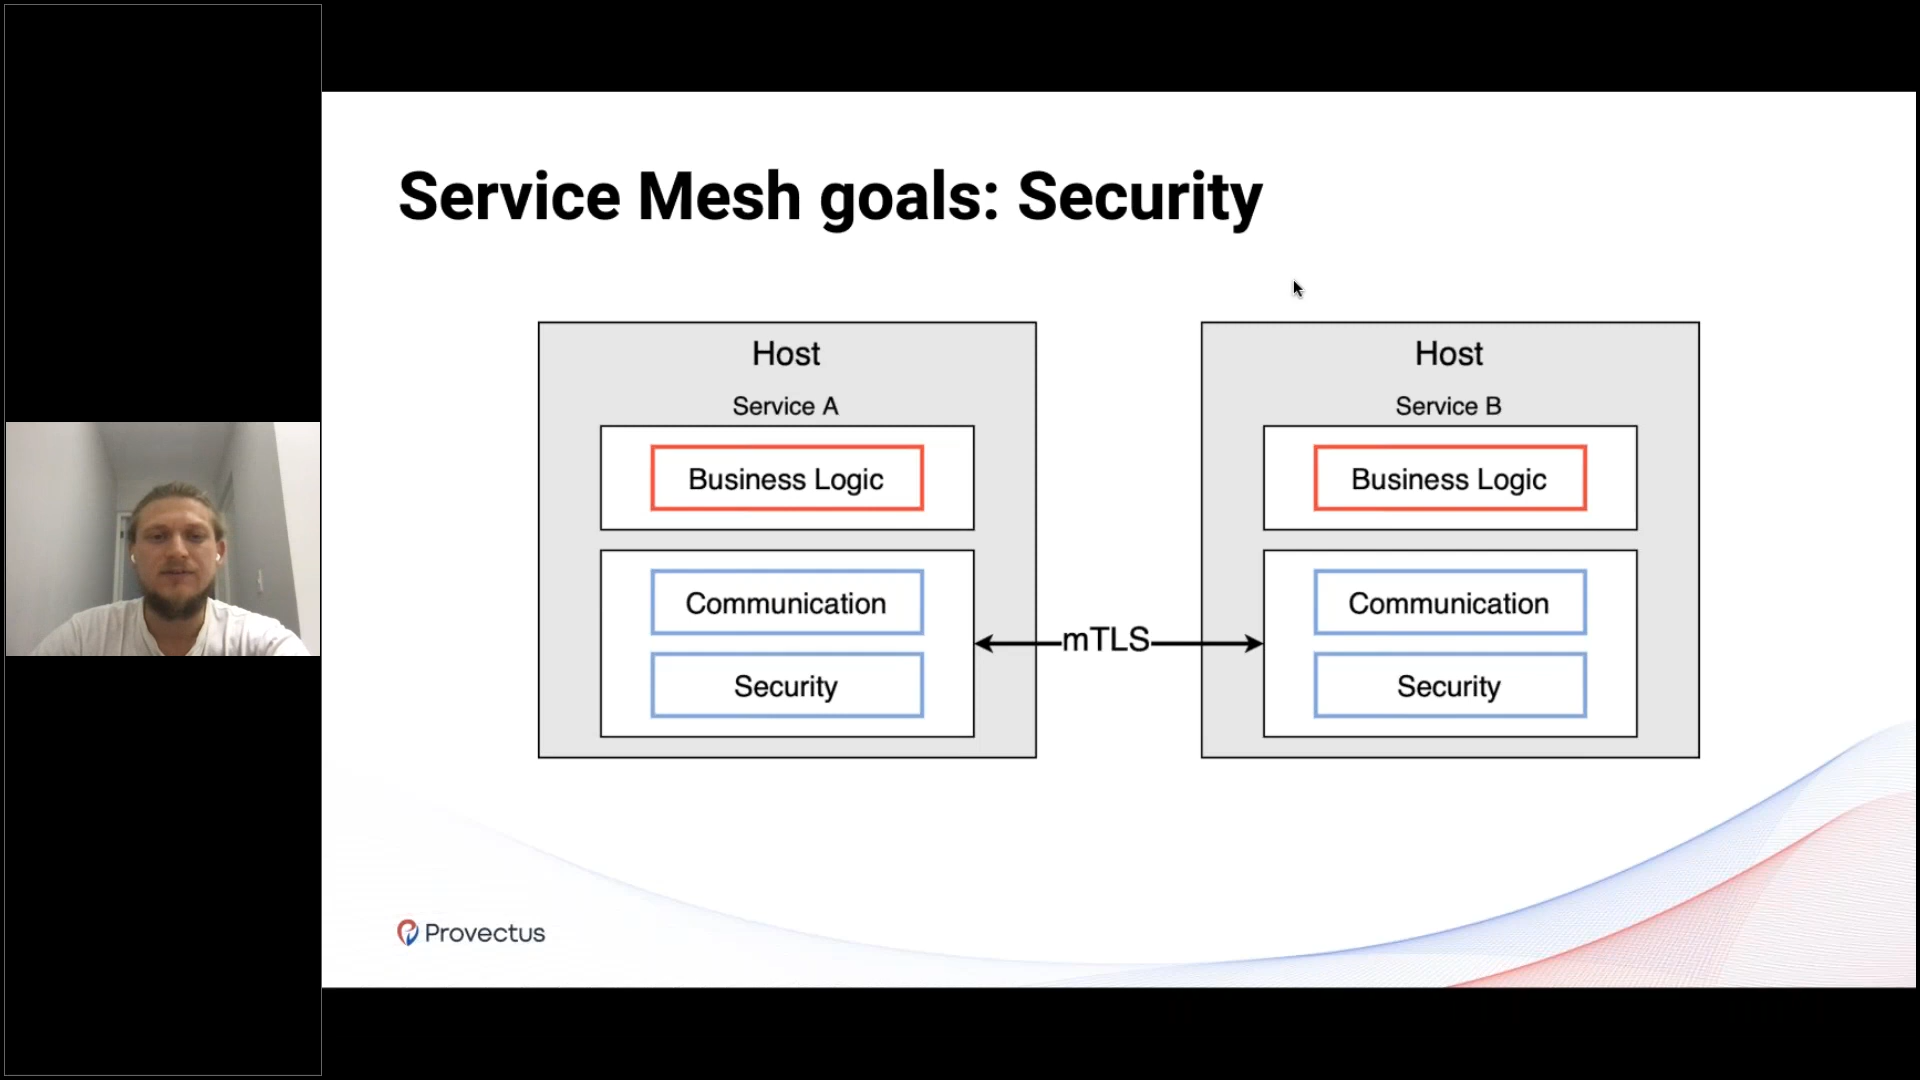 Service Mesh goals: Security
Host
Service A
Business Logic
Communication
Security
mTLS
Host
Service B
Business Logic
Communication
Security
Provectus